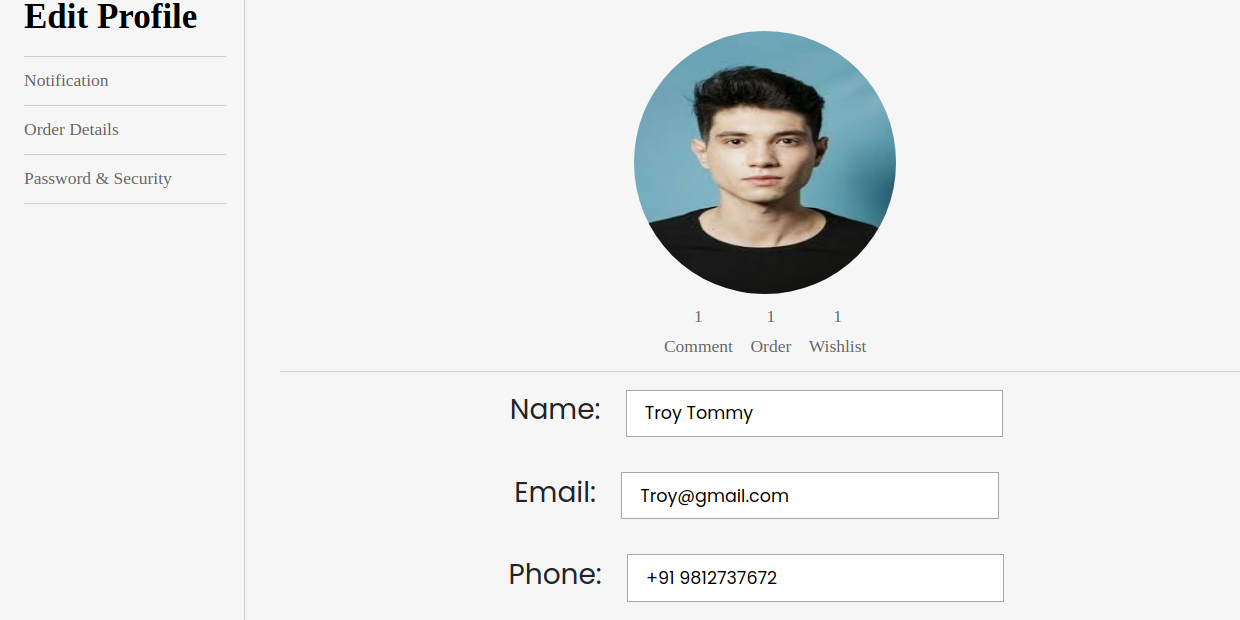 Edit Profile
Notification
Order Details
Password & Security
1 1 1
Comment Order Wishlist
Name: Troy Tommy
Email: Troy@gmail.com
Phone: +91 9812737672